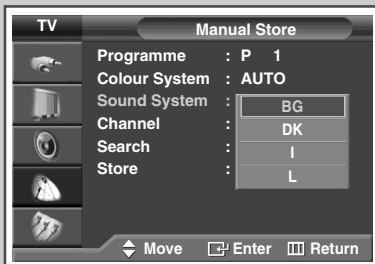 TV Manual Store
Programme : P 1
Colour System : AUTO
Sound System : BG
DK
Channel :
I
Search :
L
Store :
Move Enter Return